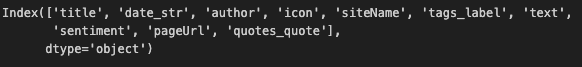 Index(['title', 'date_str', 'author', 'icon', 'siteName', 'tags_label', 'text',
'sentiment', 'pageUrl', 'quotes_quote'],
dtype='object')